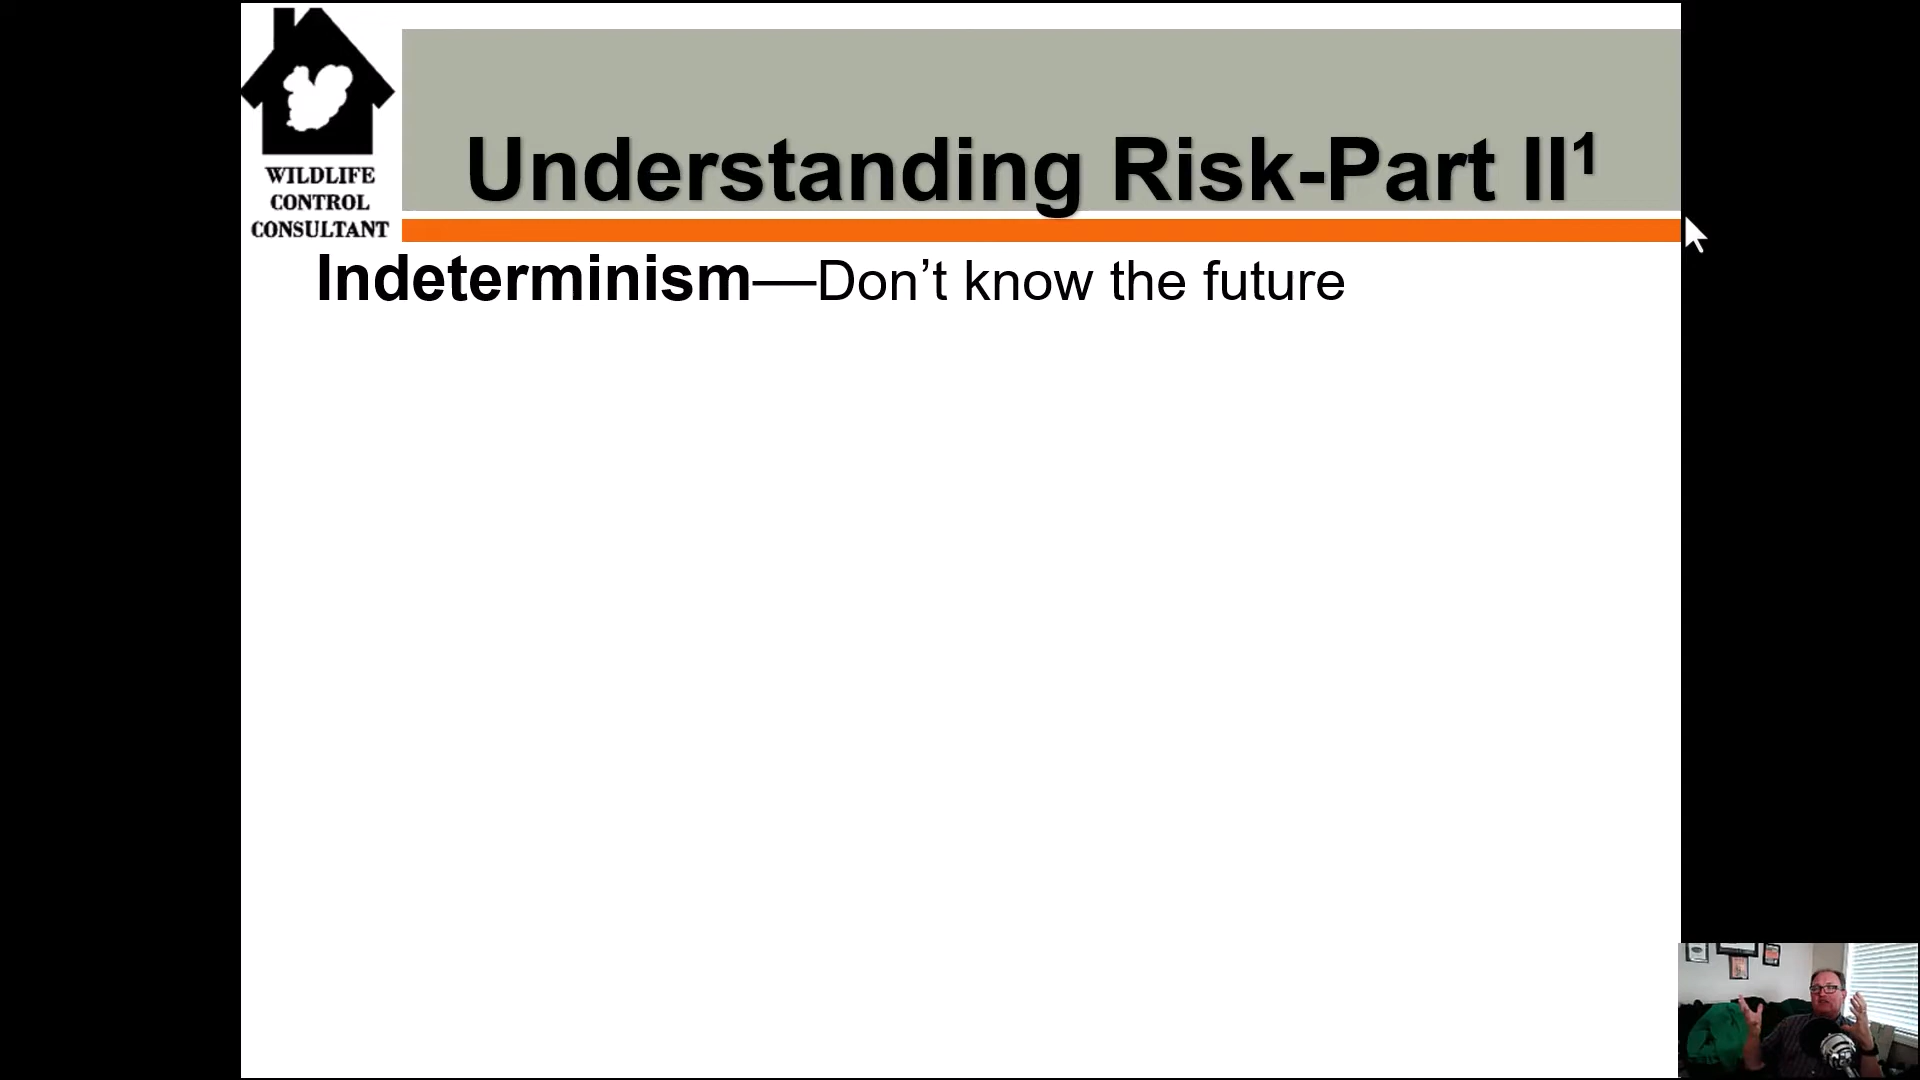 WILDLIFE
CONTROL
CONSULTANT
Understanding Risk-Part II¹
Indeterminism—Don’t know the future